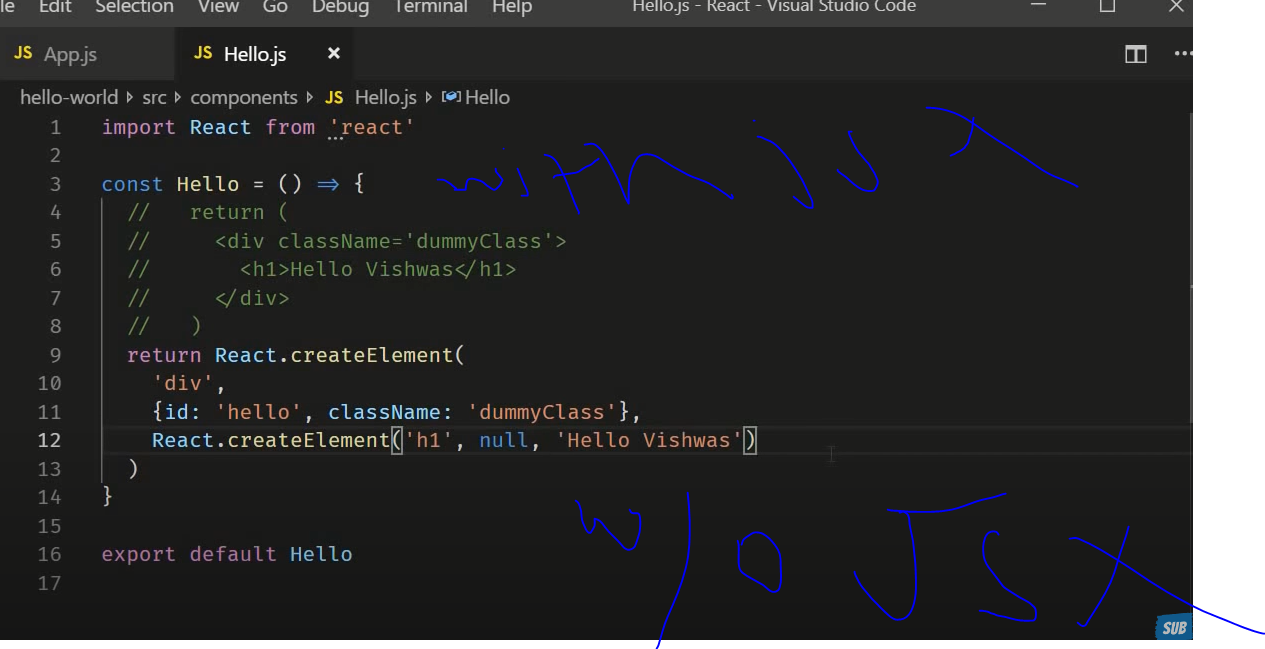 le Edit Selection View Go Debug Terminal Help Hello.js - React - Visual Studio Code
JS App.js JS Hello.js ×
hello-world src components JS Hello.js Hello
1 import React from 'react'
2
3 const Hello = () ⇒ {
4 // return (
5 // <div className='dummyClass'>
6 // <h1>Hello Vishwas</h1>
7 // </div>
8 // )
9 return React.createElement(
10 'div',
11 {id: 'hello', className: 'dummyClass'},
12 React.createElement('h1', null, 'Hello Vishwas')
13 )
14 }
15
16 export default Hello
17
with JSX
w/o JSX
SUB